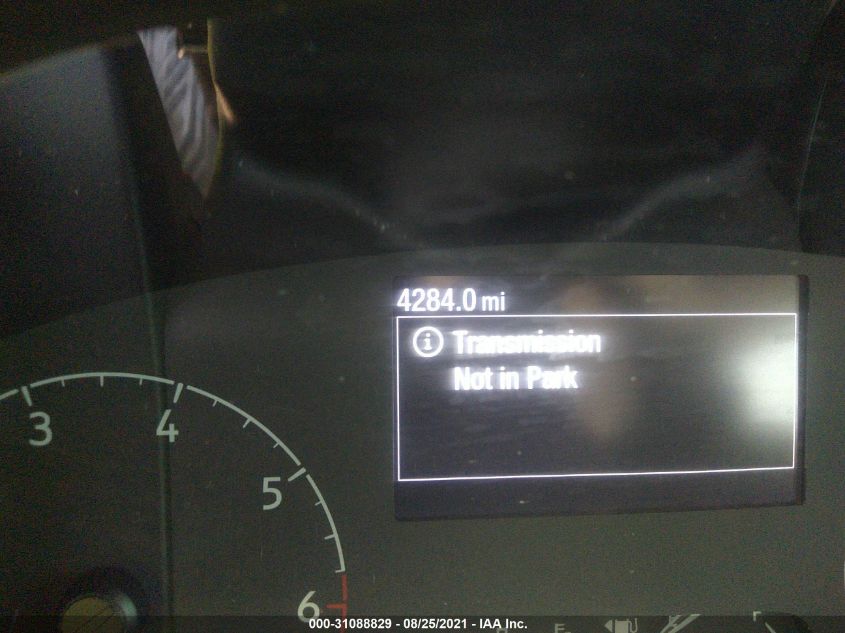 4284.0 mi
Transmission
Not in Park
3
4
5
6
000-31088829 - 08/25/2021 - IAA Inc.